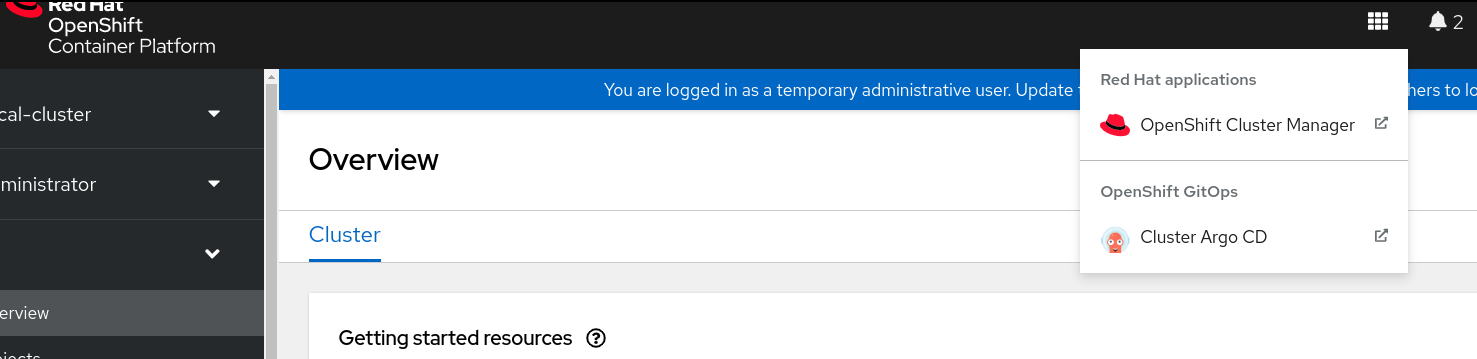 Red Hat
OpenShift
Container Platform
2
You are logged in as a temporary administrative user. Update
Red Hat applications
OpenShift Cluster Manager
OpenShift GitOps
Cluster Argo CD
cal-cluster
ministrator
erview
jects
Overview
Cluster
Getting started resources
hers to lo